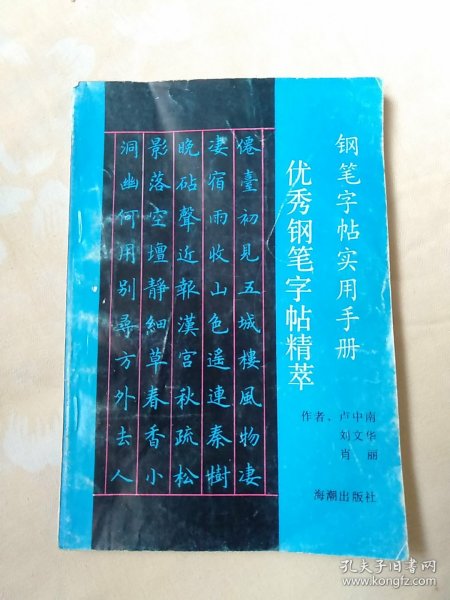 钢笔字帖实用手册
优秀钢笔字帖精萃
作者、卢中南
刘文华
肖丽
海潮出版社
僊臺初見五城樓風物凄
凄宿雨收山色遙連秦樹
晚砧聲近報漢宮秋疏松
影落空壇靜細草春香小
洞幽何用别尋方外去人
孔夫子旧书网
www.kongfz.com